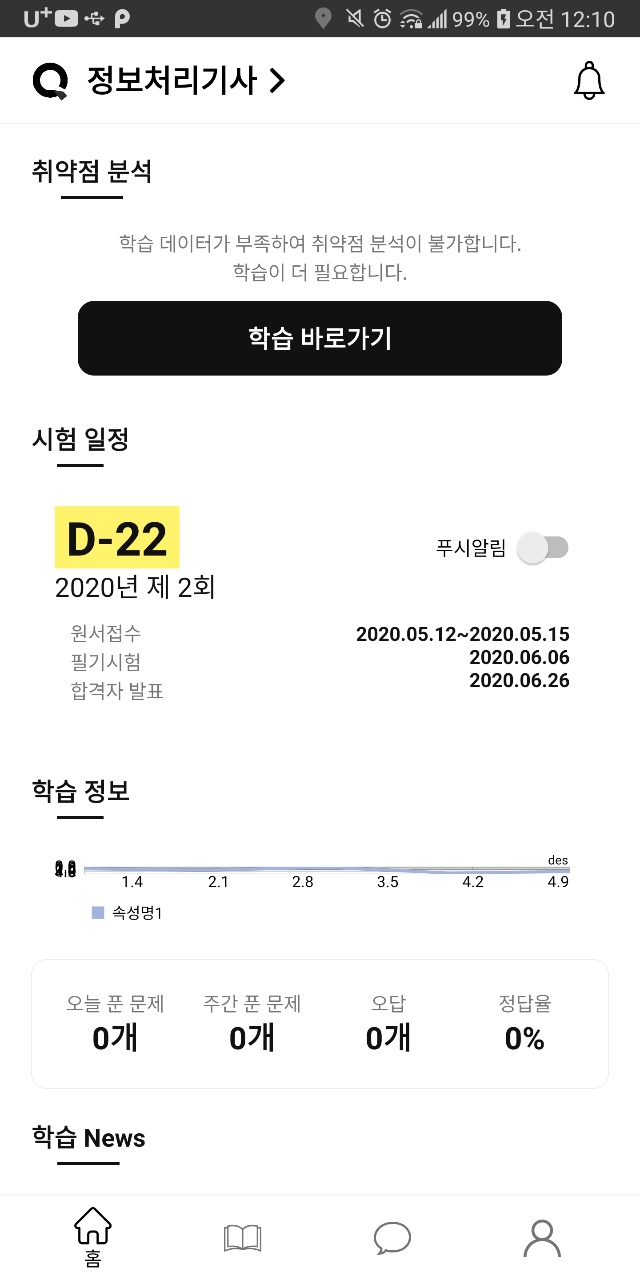 U+ P 99% 오전 12:10
정보처리기사
취약점 분석
학습 데이터가 부족하여 취약점 분석이 불가합니다.
학습이 더 필요합니다.
학습 바로가기
시험 일정
D-22
푸시알림
2020년 제 2회
원서접수 2020.05.12~2020.05.15
필기시험 2020.06.06
합격자 발표 2020.06.26
학습 정보
des
1.4 2.1 2.8 3.5 4.2 4.9
속성명1
오늘 푼 문제 주간 푼 문제 오답 정답율
0개 0개 0개 0%
학습 News
홈